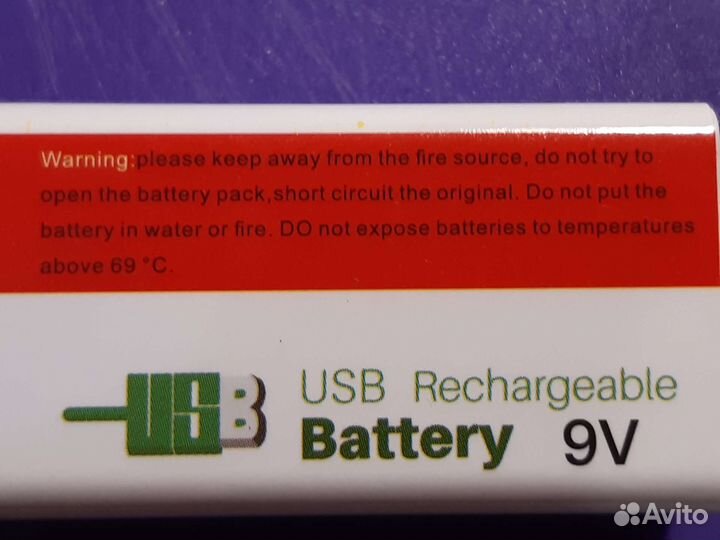 Warning:please keep away from the fire source, do not try to
open the battery pack,short circuit the original. Do not put the
battery in water or fire. DO not expose batteries to temperatures
above 69 °C.
USB
USB Rechargeable
Battery 9V
Avito